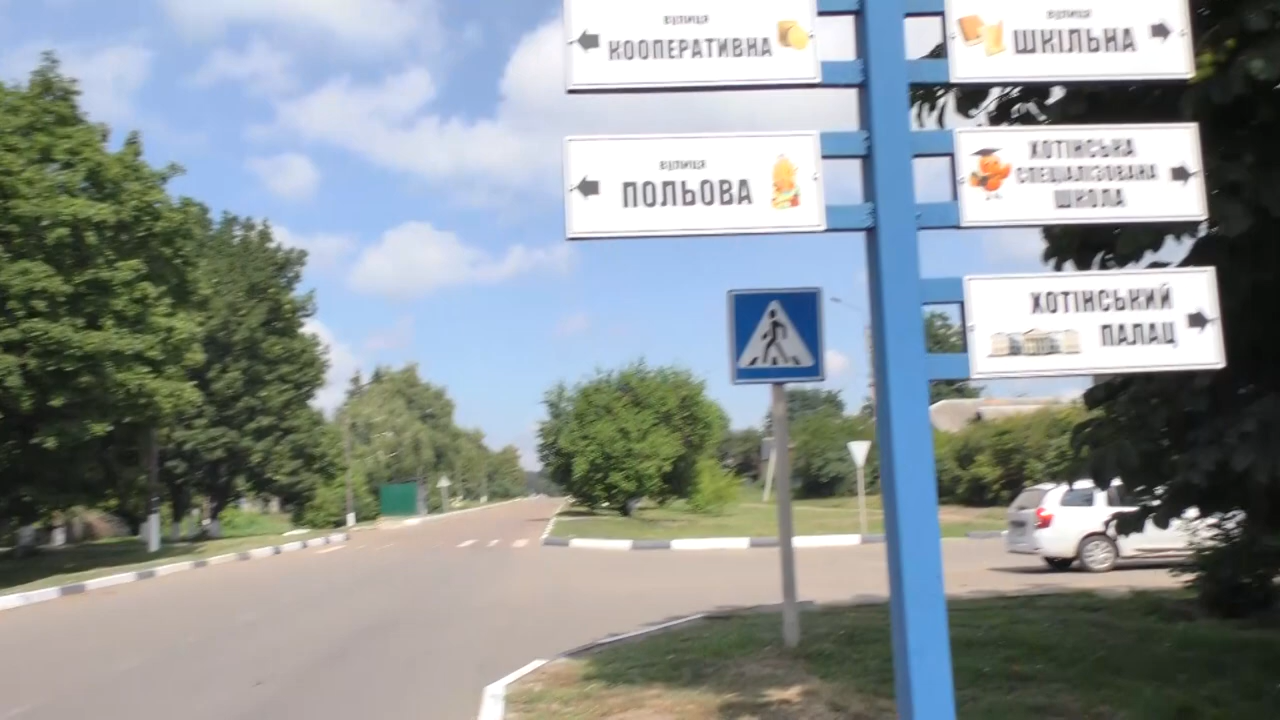 вулиця
КООПЕРАТИВНА
вулиця
ШКІЛЬНА
вулиця
ПОЛЬОВА
ХОТІНСЬКА
СПЕЦІАЛІЗОВАНА
ШКОЛА
ХОТІНСЬКИЙ
ПАЛАЦ